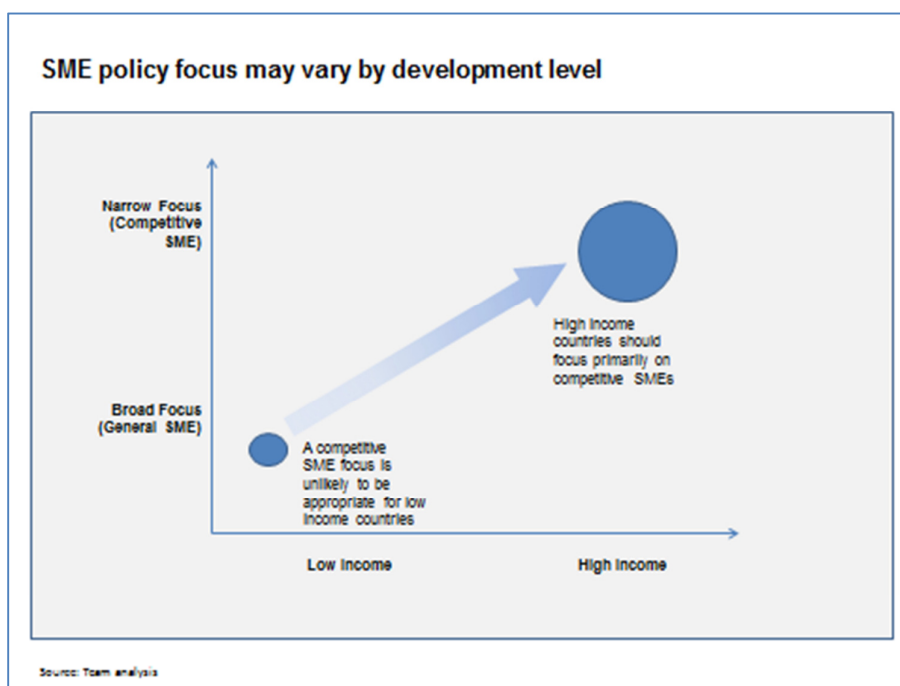 SME policy focus may vary by development level
Narrow Focus
(Competitive
SME)
High income
countries should
focus primarily on
competitive SMEs
Broad Focus
(General SME)
A competitive
SME focus is
unlikely to be
appropriate for low
income countries
Low income
High income
Source: Team analysis